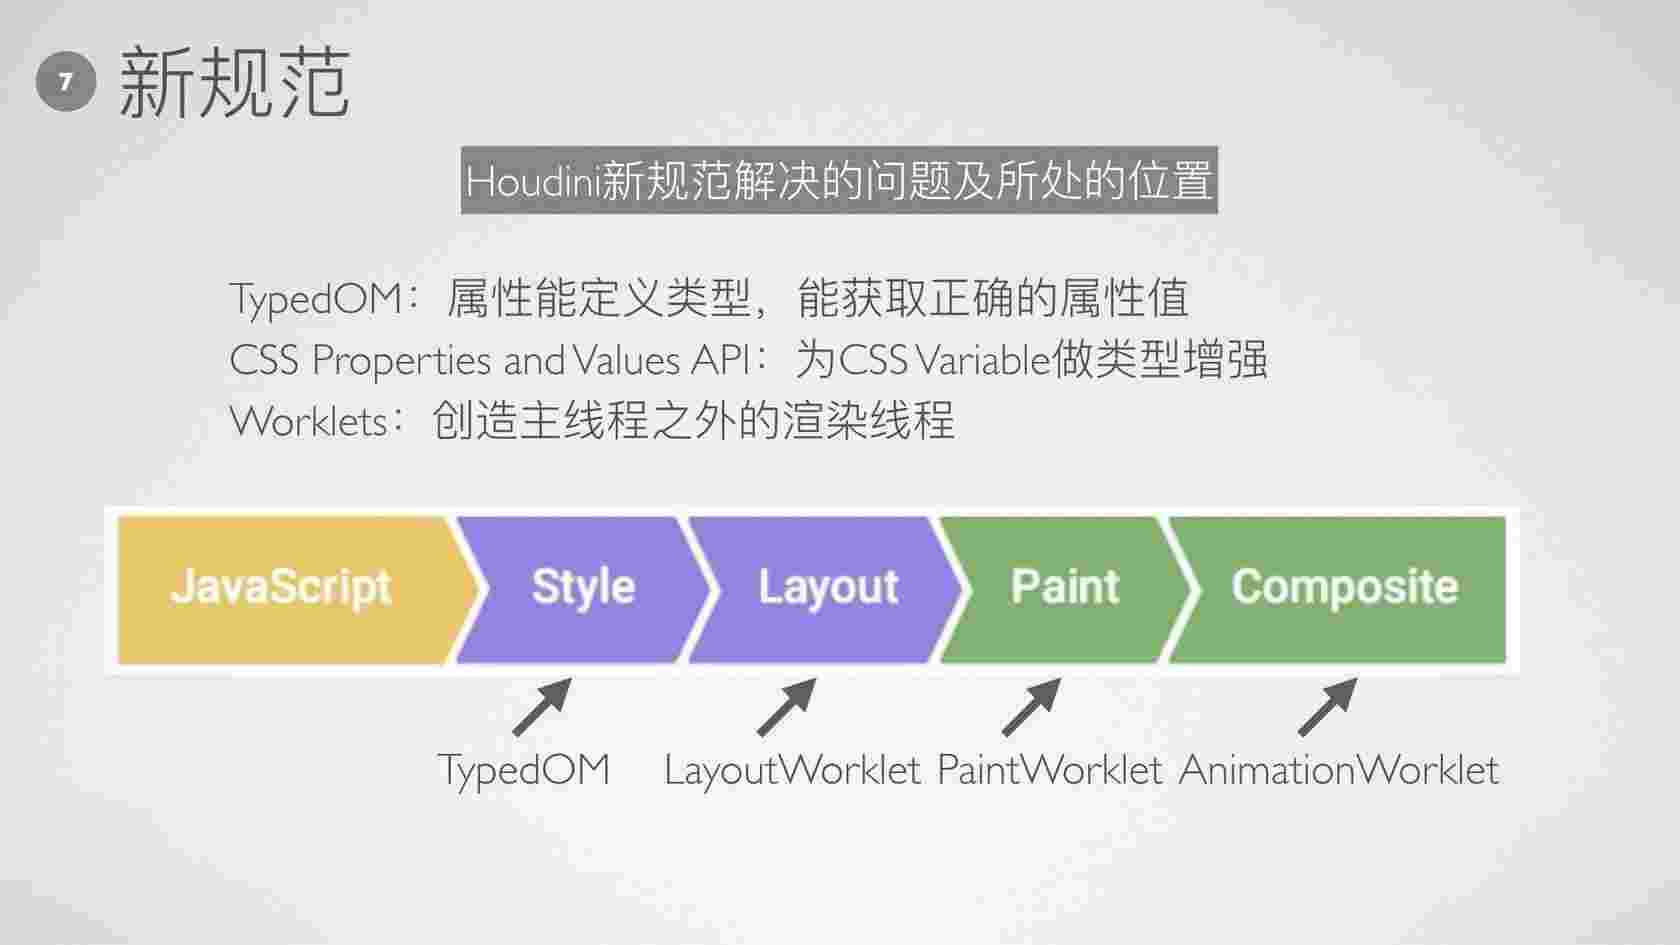 7
新规范
Houdini新规范解决的问题及所处的位置
TypedOM：属性能定义类型，能获取正确的属性值
CSS Properties and Values API：为CSS Variable做类型增强
Worklets：创造主线程之外的渲染线程
JavaScript Style Layout Paint Composite
TypedOM LayoutWorklet PaintWorklet AnimationWorklet